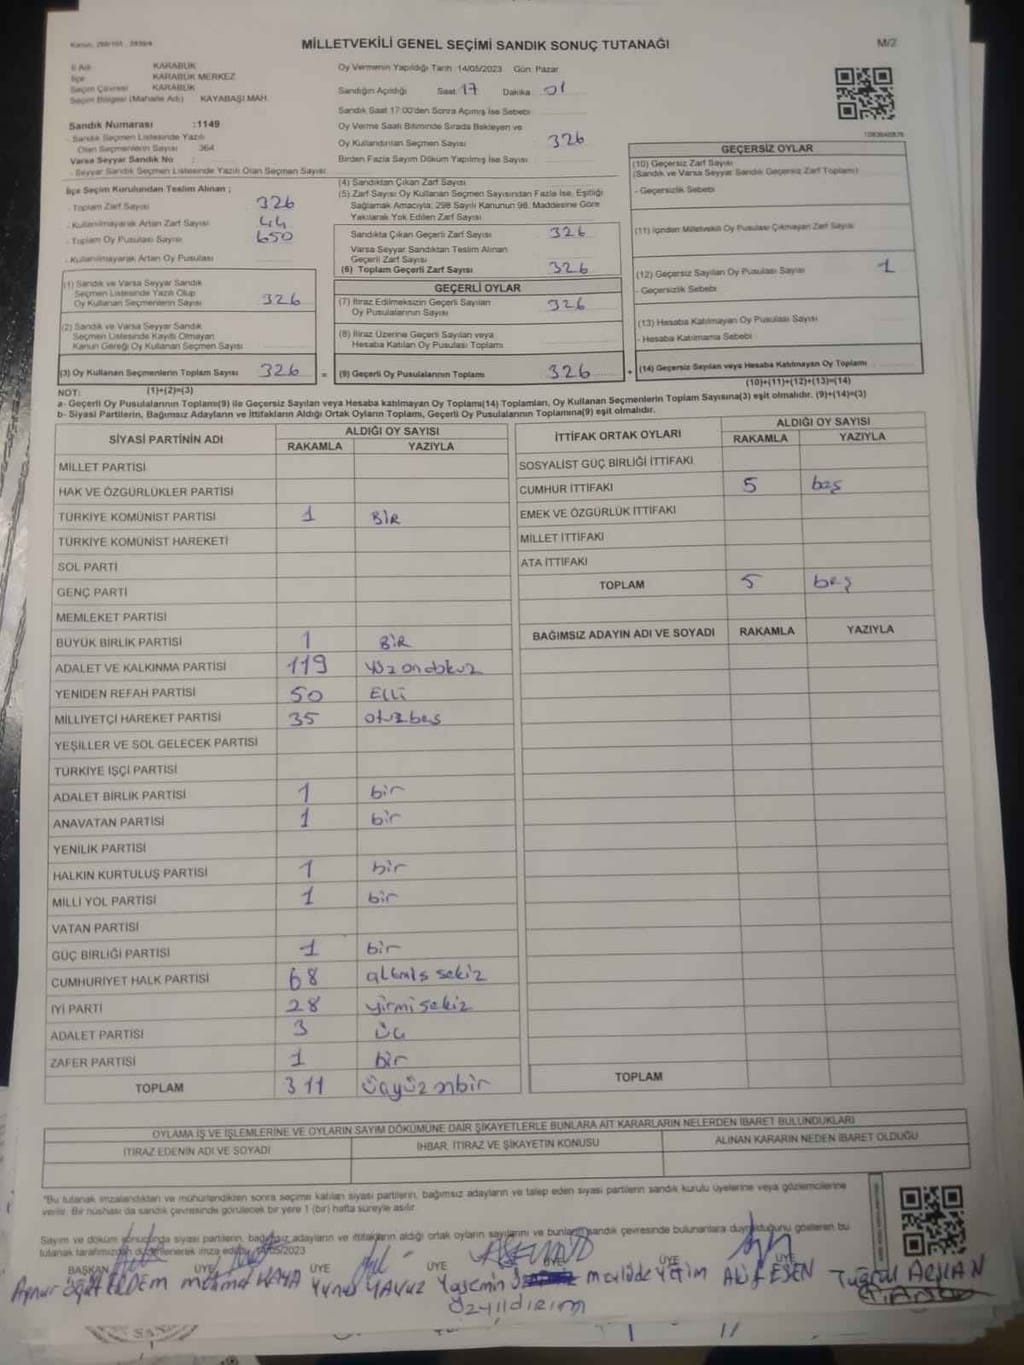 MİLLETVEKİLİ GENEL SEÇİMİ SANDIK SONUÇ TUTANAĞI
M/2
İl Adı KARABÜK
İlçe KARABÜK MERKEZ
Seçim Çevresi KARABÜK
Seçim Bölgesi (Mahalle Adı) KAYABAŞI MAH.
Sandık Numarası :1149
Sandık Seçmen Listesinde Yazılı
Olan Seçmenlerin Sayısı 364
Varsa Seyyar Sandık No :
- Seyyar Sandık Seçmen Listesinde Yazılı Olan Seçmen Sayısı
Oy Vermenin Yapıldığı Tarih 14/05/2023 Gün: Pazar
Sandığın Açıldığı Saat 17 Dakika 01
Sandık Saat 17:00'den Sonra Açılmış İse Sebebi
Oy Verme Saati Bitiminde Sırada Bekleyen ve
Oy Kullandırılan Seçmen Sayısı 326
Birden Fazla Sayım Döküm Yapılmış İse Sayısı
İlçe Seçim Kurulundan Teslim Alınan ;
- Toplam Zarf Sayısı 326
- Kullanılmayarak Artan Zarf Sayısı 44
- Toplam Oy Pusulası Sayısı 650
- Kullanılmayarak Artan Oy Pusulası
(4) Sandıktan Çıkan Zarf Sayısı
(5) Zarf Sayısı Oy Kullanan Seçmen Sayısından Fazla İse, Eşitliği
Sağlamak Amacıyla; 298 Sayılı Kanunun 98. Maddesine Göre
Yakılarak Yok Edilen Zarf Sayısı
Sandıkta Çıkan Geçerli Zarf Sayısı 326
Varsa Seyyar Sandıktan Teslim Alınan
Geçerli Zarf Sayısı
(6) Toplam Geçerli Zarf Sayısı 326
GEÇERSİZ OYLAR
(10) Geçersiz Zarf Sayısı
(Sandık ve Varsa Seyyar Sandık Geçersiz Zarf Toplamı)
- Geçersizlik Sebebi
(11) İçinden Milletvekili Oy Pusulası Çıkmayan Zarf Sayısı
(12) Geçersiz Sayılan Oy Pusulası Sayısı 1
- Geçersizlik Sebebi
(13) Hesaba Katılmayan Oy Pusulası Sayısı
- Hesaba Katılmama Sebebi
(14) Geçersiz Sayılan veya Hesaba Katılmayan Oy Toplamı
(10)+(11)+(12)+(13)=(14)
(1) Sandık ve Varsa Seyyar Sandık
Seçmen Listesinde Yazılı Olup
Oy Kullanan Seçmenlerin Sayısı 326
(2) Sandık ve Varsa Seyyar Sandık
Seçmen Listesinde Kayıtlı Olmayan
Kanun Gereği Oy Kullanan Seçmen Sayısı
(3) Oy Kullanan Seçmenlerin Toplam Sayısı 326 =
GEÇERLİ OYLAR
(7) İtiraz Edilmeksizin Geçerli Sayılan
Oy Pusulalarının Sayısı 326
(8) İtiraz Üzerine Geçerli Sayılan veya
Hesaba Katılan Oy Pusulası Toplamı
(9) Geçerli Oy Pusulalarının Toplamı 326 +
NOT: (1)+(2)=(3)
a- Geçerli Oy Pusulalarının Toplamı(9) ile Geçersiz Sayılan veya Hesaba katılmayan Oy Toplamı(14) Toplamları, Oy Kullanan Seçmenlerin Toplam Sayısına(3) eşit olmalıdır. (9)+(14)=(3)
b- Siyasi Partilerin, Bağımsız Adayların ve İttifakların Aldığı Ortak Oyların Toplamı, Geçerli Oy Pusulalarının Toplamına(9) eşit olmalıdır.
SİYASİ PARTİNİN ADI ALDIĞI OY SAYISI
RAKAMLA YAZIYLA
MİLLET PARTİSİ
HAK VE ÖZGÜRLÜKLER PARTİSİ
TÜRKİYE KOMÜNİST PARTİSİ 1 BİR
TÜRKİYE KOMÜNİST HAREKETİ
SOL PARTİ
GENÇ PARTİ
MEMLEKET PARTİSİ
BÜYÜK BİRLİK PARTİSİ 1 BİR
ADALET VE KALKINMA PARTİSİ 119 yüz ondokuz
YENİDEN REFAH PARTİSİ 50 Elli
MİLLİYETÇİ HAREKET PARTİSİ 35 otuzbeş
YEŞİLLER VE SOL GELECEK PARTİSİ
TÜRKİYE İŞÇİ PARTİSİ
ADALET BİRLİK PARTİSİ 1 bir
ANAVATAN PARTİSİ 1 bir
YENİLİK PARTİSİ
HALKIN KURTULUŞ PARTİSİ 1 bir
MİLLİ YOL PARTİSİ 1 bir
VATAN PARTİSİ
GÜÇ BİRLİĞİ PARTİSİ 1 bir
CUMHURİYET HALK PARTİSİ 68 altmış sekiz
İYİ PARTİ 28 yirmi sekiz
ADALET PARTİSİ 3 üç
ZAFER PARTİSİ 1 bir
TOPLAM 311 üçyüz onbir
İTTİFAK ORTAK OYLARI ALDIĞI OY SAYISI
RAKAMLA YAZIYLA
SOSYALİST GÜÇ BİRLİĞİ İTTİFAKI
CUMHUR İTTİFAKI 5 beş
EMEK VE ÖZGÜRLÜK İTTİFAKI
MİLLET İTTİFAKI
ATA İTTİFAKI
TOPLAM 5 beş
BAĞIMSIZ ADAYIN ADI VE SOYADI RAKAMLA YAZIYLA
TOPLAM
OYLAMA İŞ VE İŞLEMLERİNE VE OYLARIN SAYIM DÖKÜMÜNE DAİR ŞİKAYETLERLE BUNLARA AİT KARARLARIN NELERDEN İBARET BULUNDUKLARI
İTİRAZ EDENİN ADI VE SOYADI İHBAR, İTİRAZ VE ŞİKAYETİN KONUSU ALINAN KARARIN NEDEN İBARET OLDUĞU
*Bu tutanak imzalandıktan ve mühürlendikten sonra seçime katılan siyasi partilerin, bağımsız adayların ve talep eden siyasi partilerin sandık kurulu üyelerine veya gözlemcilerine
verilir. Bir nüshası da sandık çevresinde görülecek bir yere 1 (bir) hafta süreyle asılır.
Sayım ve döküm sonucunda siyasi partilerin, bağımsız adayların ve ittifakların aldığı ortak oyların sayılarını ve bunların sandık çevresinde bulunanlara duyrulduğunu gösteren bu
tutanak tarafımızdan düzenlenerek imza edildi. 14/05/2023
BAŞKAN ÜYE ÜYE ÜYE ÜYE ÜYE
Aynur Öğüt ERDEM KAYA Yunus YAVUZ Yasemin mevlüde YETİM Akif ESEN Tuğrul
Özyıldırım